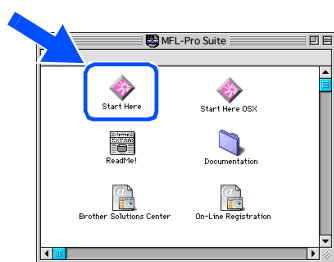 MFL-Pro Suite
Start Here
Start Here OSX
ReadMe!
Documentation
Brother Solutions Center
On-Line Registration